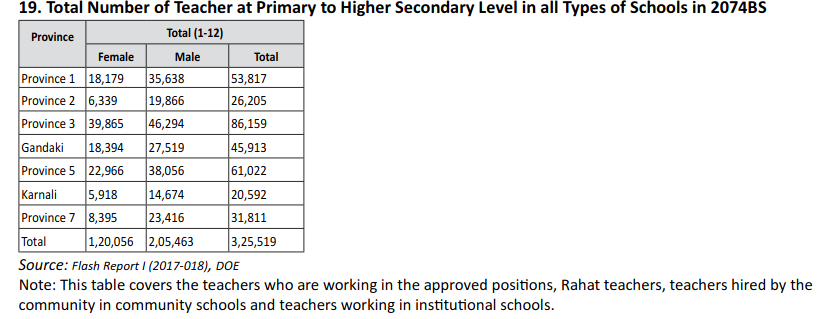 19. Total Number of Teacher at Primary to Higher Secondary Level in all Types of Schools in 2074BS
Province Total (1-12)
Female Male Total
Province 1 18,179 35,638 53,817
Province 2 6,339 19,866 26,205
Province 3 39,865 46,294 86,159
Gandaki 18,394 27,519 45,913
Province 5 22,966 38,056 61,022
Karnali 5,918 14,674 20,592
Province 7 8,395 23,416 31,811
Total 1,20,056 2,05,463 3,25,519
Source: Flash Report I (2017-018), DOE
Note: This table covers the teachers who are working in the approved positions, Rahat teachers, teachers hired by the
community in community schools and teachers working in institutional schools.